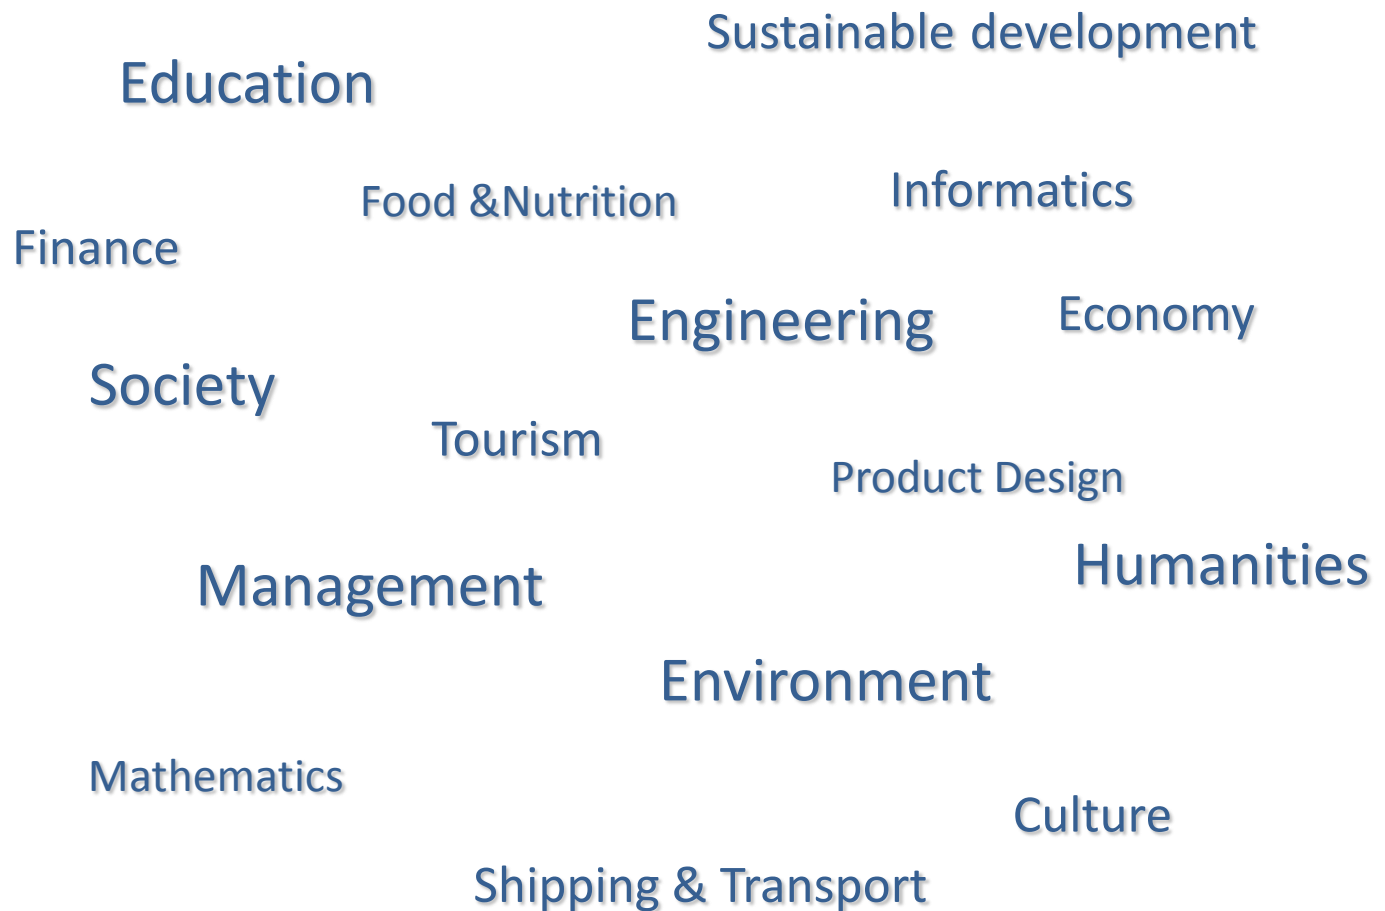 Sustainable development
Education
Informatics
Food &Nutrition
Finance
Engineering
Economy
Society
Tourism
Product Design
Humanities
Management
Environment
Mathematics
Culture
Shipping & Transport